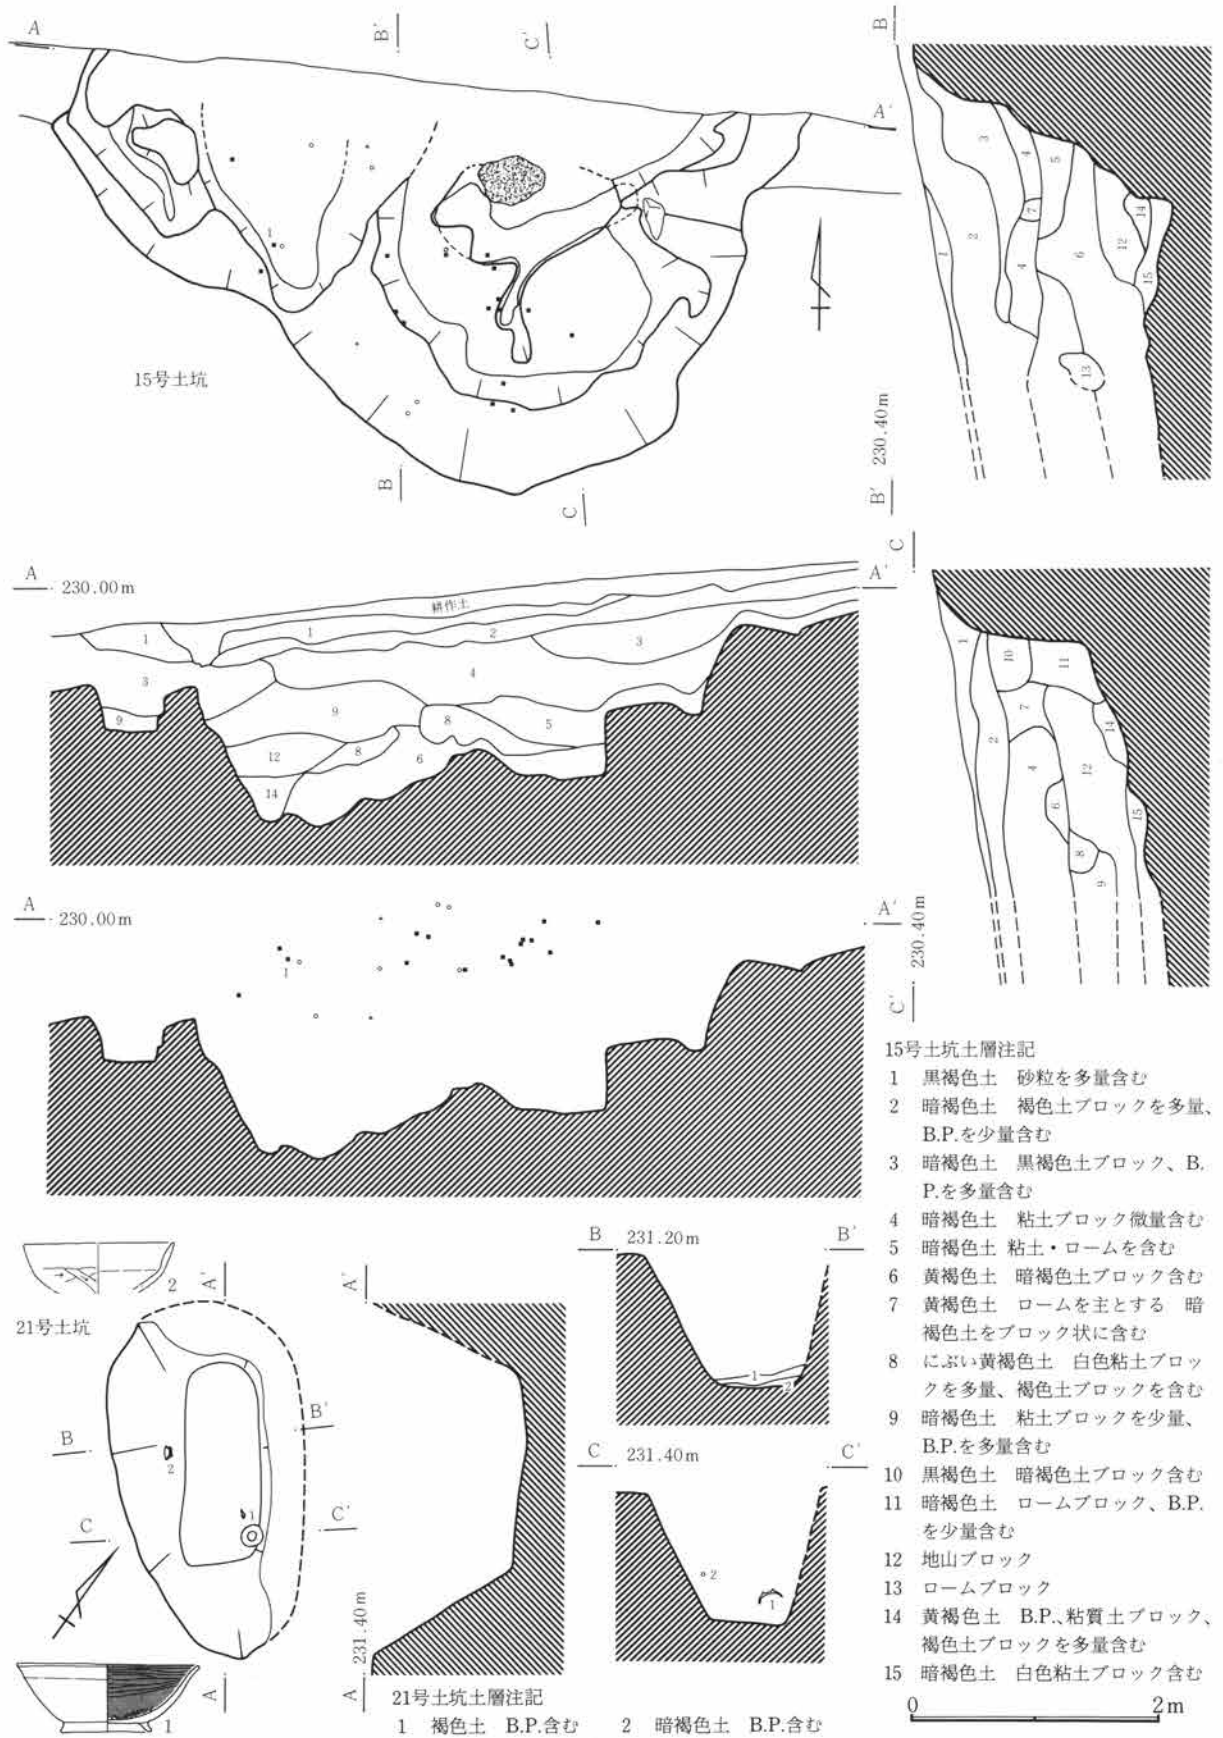 A
B′
C′
A′
15号土坑
B
C
B
B′ 230.40m
A 230.00m
A′
耕作土
1
1
2
3
3
4
9
9
8
5
12
8
6
14
C
C′ 230.40m
A 230.00m
A′
1
15号土坑土層注記
1 黒褐色土 砂粒を多量含む
2 暗褐色土 褐色土ブロックを多量、
B.P.を少量含む
3 暗褐色土 黒褐色土ブロック、B.
P.を多量含む
4 暗褐色土 粘土ブロック微量含む
5 暗褐色土 粘土・ロームを含む
6 黄褐色土 暗褐色土ブロック含む
7 黄褐色土 ロームを主とする 暗
褐色土をブロック状に含む
8 にぶい黄褐色土 白色粘土ブロッ
クを多量、褐色土ブロックを含む
9 暗褐色土 粘土ブロックを少量、
B.P.を多量含む
10 黒褐色土 暗褐色土ブロック含む
11 暗褐色土 ロームブロック、B.P.
を少量含む
12 地山ブロック
13 ロームブロック
14 黄褐色土 B.P.、粘質土ブロック、
褐色土ブロックを多量含む
15 暗褐色土 白色粘土ブロック含む
0 2m
2
21号土坑
A′
B
B′
2
1
C
C′
A
1
A′
A 231.40m
B 231.20m B′
1
2
C 231.40m C′
2
1
21号土坑土層注記
1 褐色土 B.P.含む 2 暗褐色土 B.P.含む